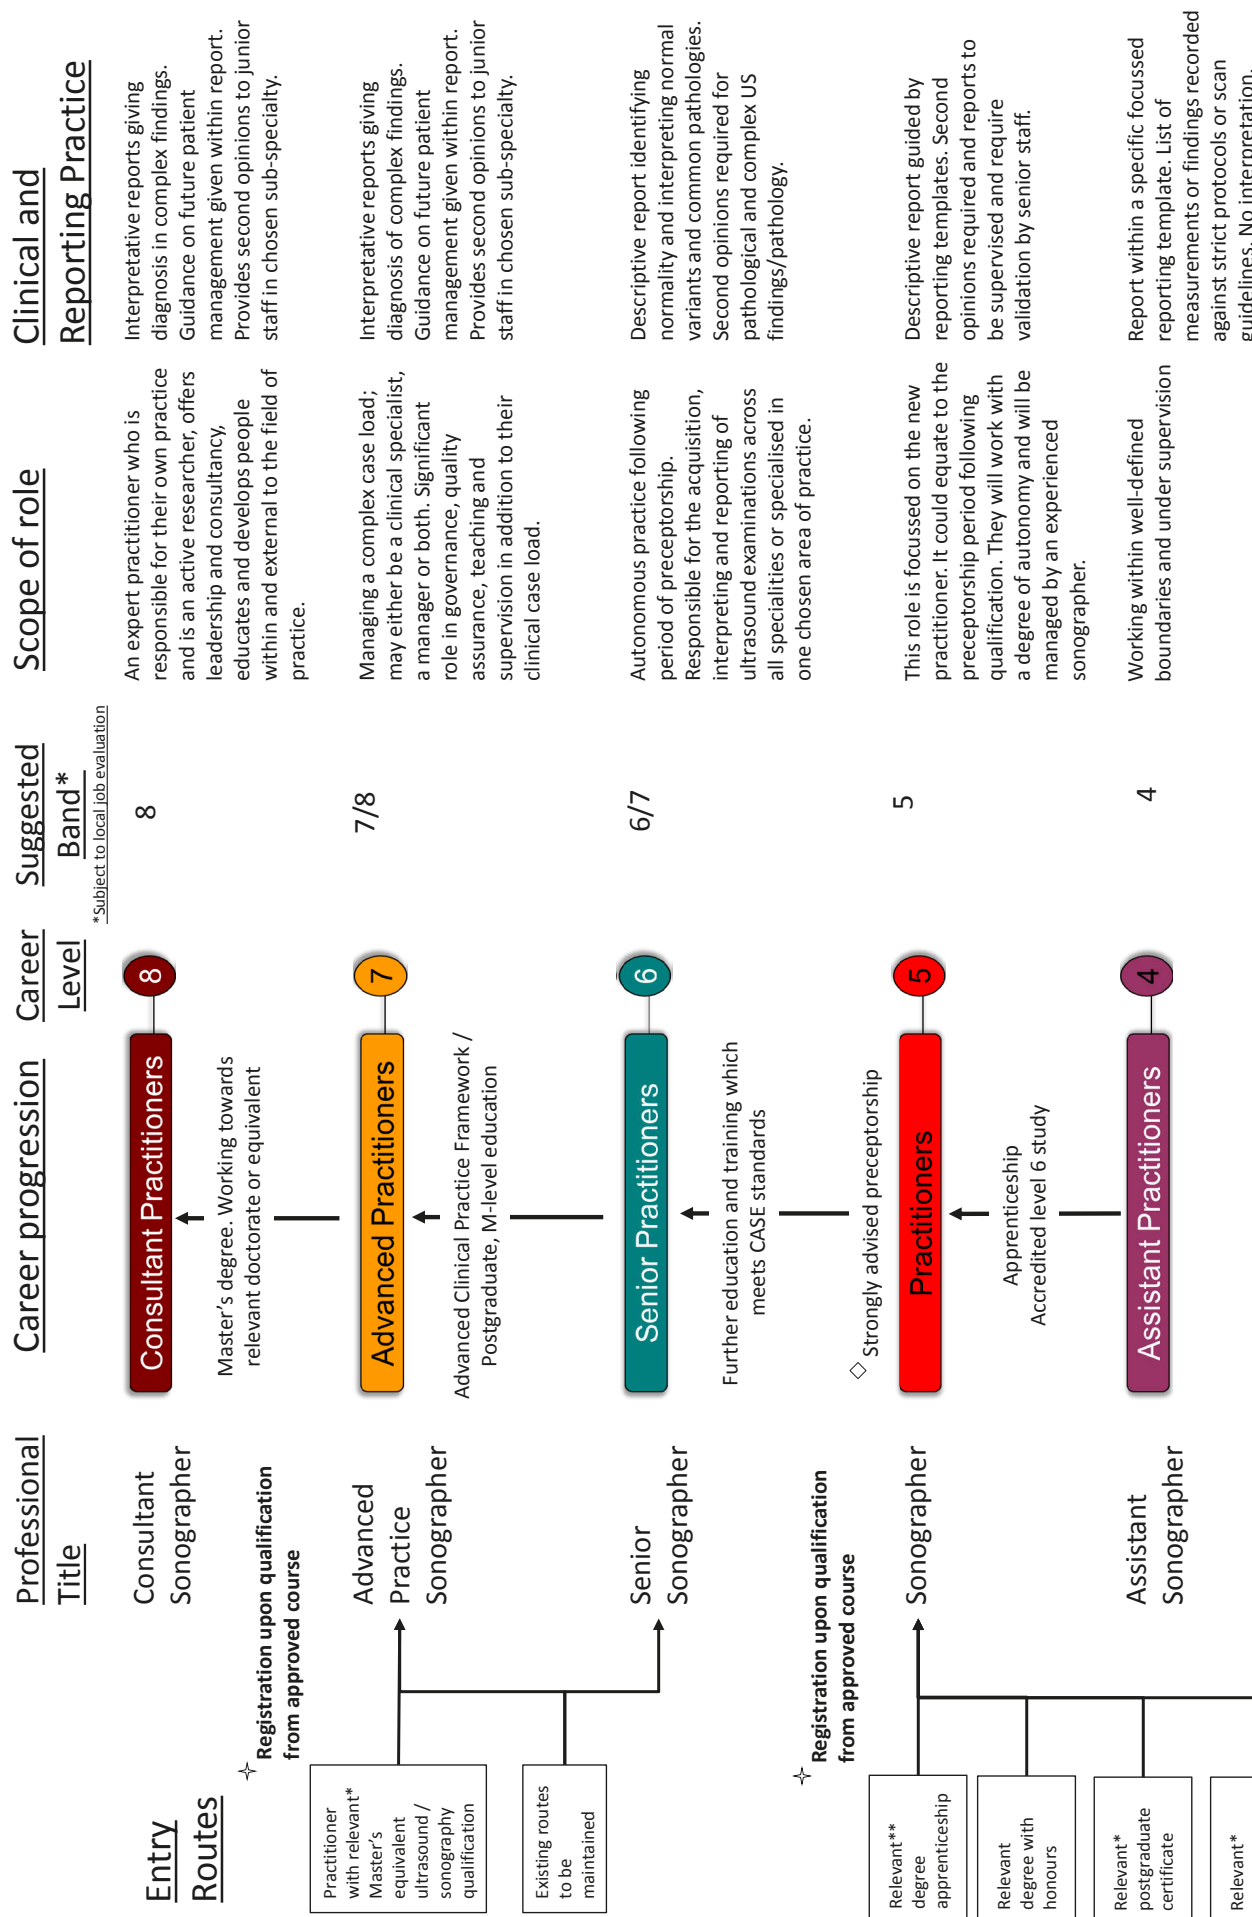 Entry
Routes
Professional
Title
Career progression
Career
Level
Suggested
Band*
*Subject to local job evaluation
Scope of role
Clinical and
Reporting Practice
Consultant
Sonographer
Consultant Practitioners
8
8
An expert practitioner who is
responsible for their own practice
and is an active researcher, offers
leadership and consultancy,
educates and develops people
within and external to the field of
practice.
Interpretative reports giving
diagnosis in complex findings.
Guidance on future patient
management given within report.
Provides second opinions to junior
staff in chosen sub-specialty.
Registration upon qualification
from approved course
Master's degree. Working towards
relevant doctorate or equivalent
Practitioner
with relevant*
Master's
equivalent
ultrasound /
sonography
qualification
Advanced
Practice
Sonographer
Advanced Practitioners
7
7/8
Managing a complex case load;
may either be a clinical specialist,
a manager or both. Significant
role in governance, quality
assurance, teaching and
supervision in addition to their
clinical case load.
Interpretative reports giving
diagnosis of complex findings.
Guidance on future patient
management given within report.
Provides second opinions to junior
staff in chosen sub-specialty.
Advanced Clinical Practice Framework /
Postgraduate, M-level education
Existing routes
to be
maintained
Senior
Sonographer
Senior Practitioners
6
6/7
Autonomous practice following
period of preceptorship.
Responsible for the acquisition,
interpreting and reporting of
ultrasound examinations across
all specialities or specialised in
one chosen area of practice.
Descriptive report identifying
normality and interpreting normal
variants and common pathologies.
Second opinions required for
pathological and complex US
findings/pathology.
Further education and training which
meets CASE standards
Registration upon qualification
from approved course
Strongly advised preceptorship
Relevant**
degree
apprenticeship
Sonographer
Practitioners
5
5
This role is focussed on the new
practitioner. It could equate to the
preceptorship period following
qualification. They will work with
a degree of autonomy and will be
managed by an experienced
sonographer.
Descriptive report guided by
reporting templates. Second
opinions required and reports to
be supervised and require
validation by senior staff.
Relevant
degree with
honours
Apprenticeship
Accredited level 6 study
Relevant*
postgraduate
certificate
Assistant
Sonographer
Assistant Practitioners
4
4
Working within well-defined
boundaries and under supervision
Report within a specific focussed
reporting template. List of
measurements or findings recorded
against strict protocols or scan
guidelines. No interpretation.
Relevant*